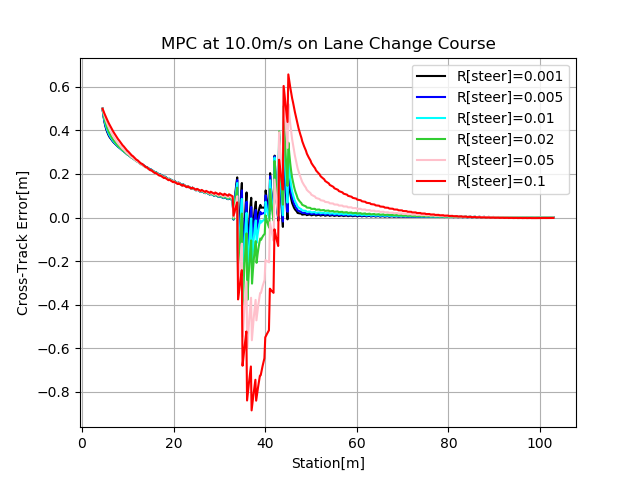 MPC at 10.0m/s on Lane Change Course
Cross-Track Error[m]
0.6
0.4
0.2
0.0
−0.2
−0.4
−0.6
−0.8
R[steer]=0.001
R[steer]=0.005
R[steer]=0.01
R[steer]=0.02
R[steer]=0.05
R[steer]=0.1
0 20 40 60 80 100
Station[m]